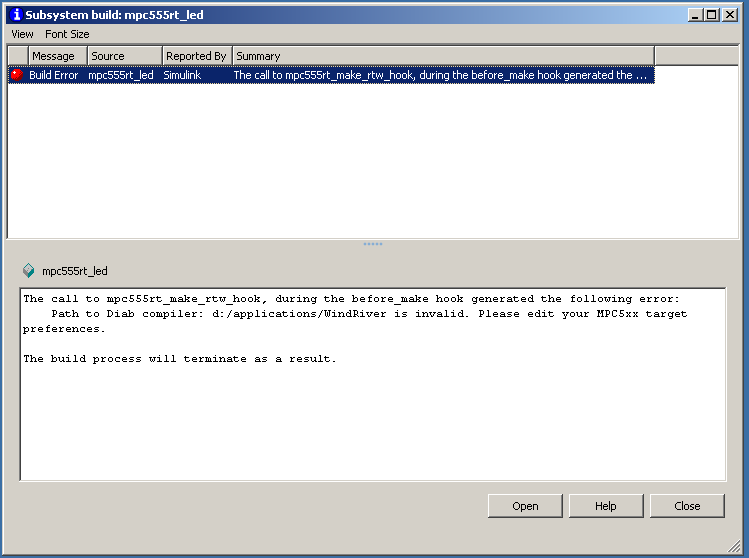 Subsystem build: mpc555rt_led
View Font Size
Message Source Reported By Summary
Build Error mpc555rt_led Simulink The call to mpc555rt_make_rtw_hook, during the before_make hook generated the ...
mpc555rt_led
The call to mpc555rt_make_rtw_hook, during the before_make hook generated the following error:
Path to Diab compiler: d:/applications/WindRiver is invalid. Please edit your MPC5xx target
preferences.
The build process will terminate as a result.
Open Help Close